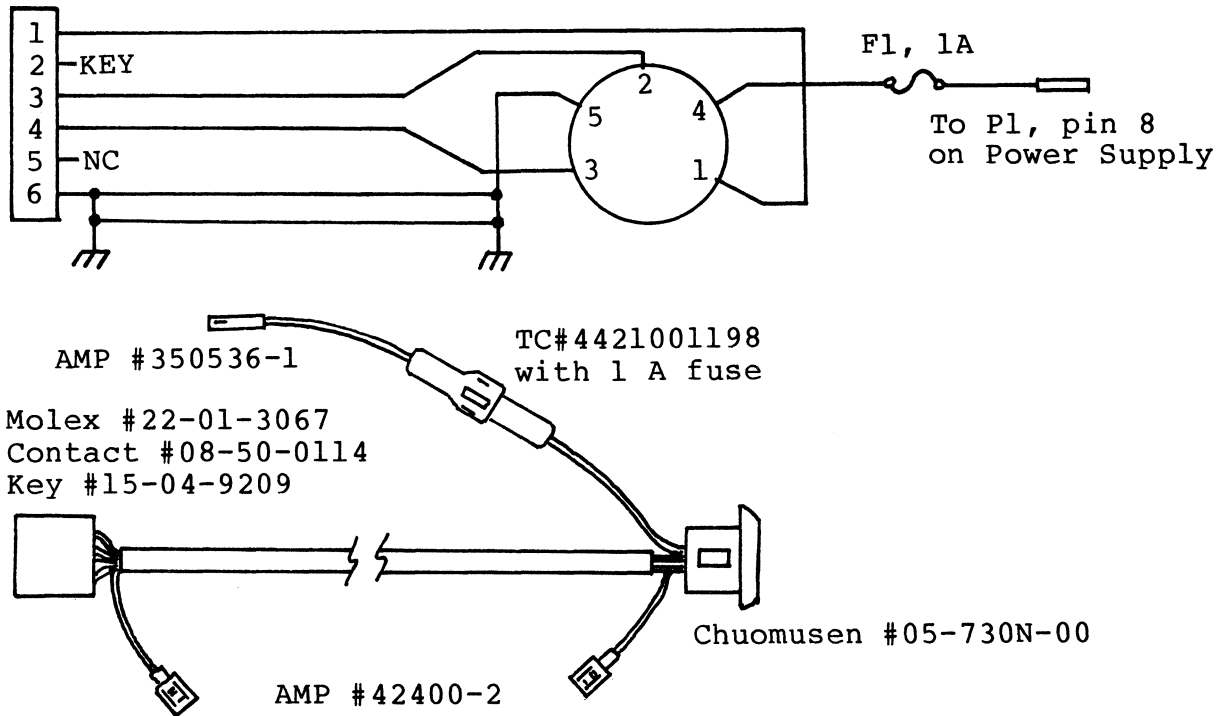 1
2 KEY
3
4
5 NC
6
2
5
4
3
1
F1, 1A
To P1, pin 8
on Power Supply
AMP #350536-1
TC#4421001198
with 1 A fuse
Molex #22-01-3067
Contact #08-50-0114
Key #15-04-9209
Chuomusen #05-730N-00
AMP #42400-2